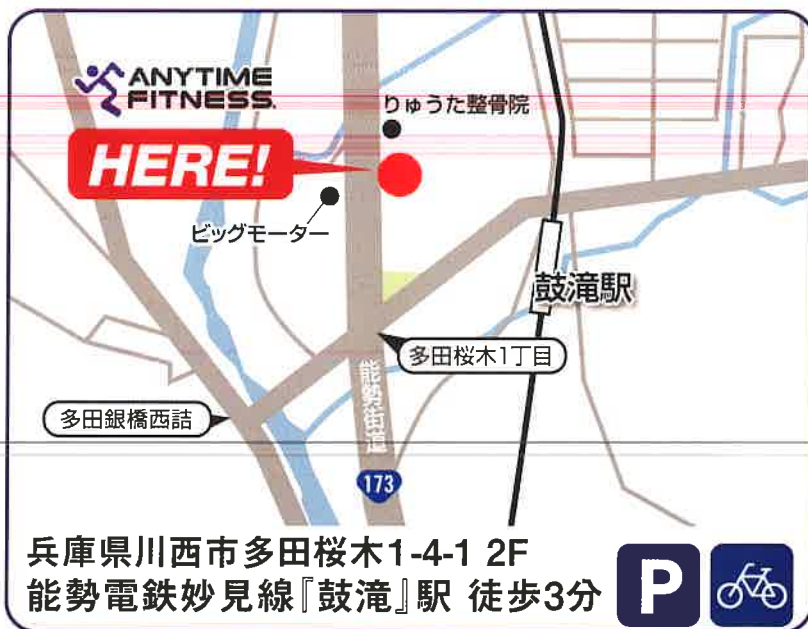 ANYTIME
FITNESS.
りゅうた整骨院
HERE!
ビッグモーター
鼓滝駅
多田桜木1丁目
能勢街道
多田銀橋西詰
173
兵庫県川西市多田桜木1-4-1 2F
能勢電鉄妙見線『鼓滝』駅 徒歩3分
P